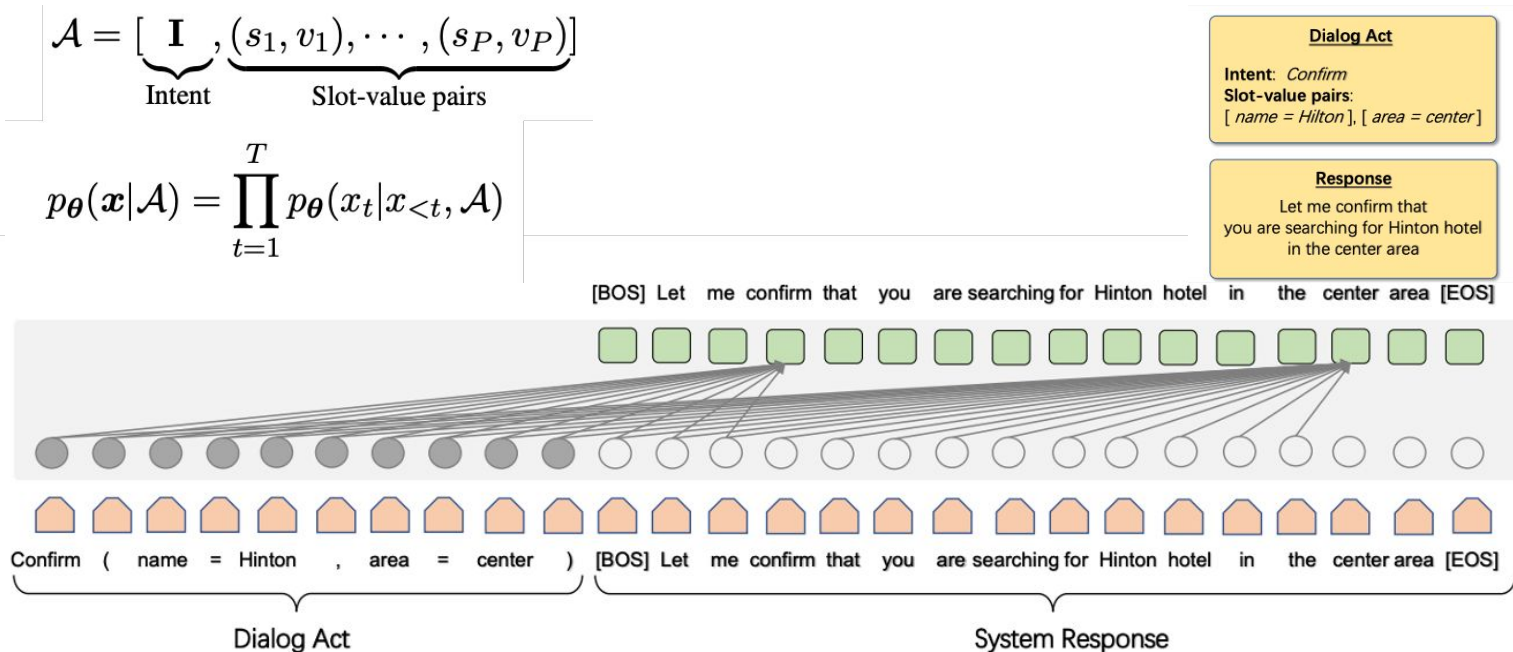 𝒜 = [ I , (s₁, v₁), ⋯ , (s_P, v_P)]
Intent Slot-value pairs
p_θ(x|𝒜) = ∏_{t=1}^{T} p_θ(x_t|x_{<t}, 𝒜)
Dialog Act
Intent: Confirm
Slot-value pairs:
[ name = Hilton ], [ area = center ]
Response
Let me confirm that
you are searching for Hinton hotel
in the center area
[BOS] Let me confirm that you are searching for Hinton hotel in the center area [EOS]
Confirm ( name = Hinton , area = center ) [BOS] Let me confirm that you are searching for Hinton hotel in the center area [EOS]
Dialog Act System Response